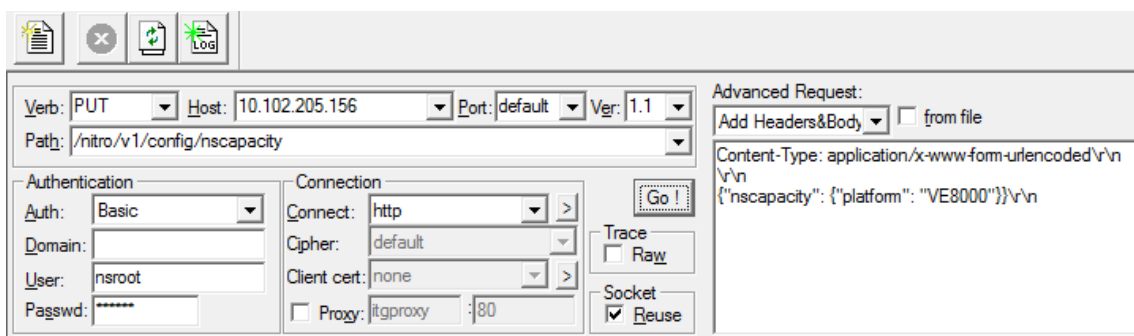 LOG
Verb: PUT Host: 10.102.205.156 Port: default Ver: 1.1
Path: /nitro/v1/config/nscapacity
Authentication
Auth: Basic
Domain:
User: nsroot
Passwd: ******
Connection
Connect: http >
Cipher: default
Client cert: none >
Proxy: itgproxy : 80
Go !
Trace
Raw
Socket
Reuse
Advanced Request:
Add Headers&Body from file
Content-Type: application/x-www-form-urlencoded\r\n
\r\n
{"nscapacity": {"platform": "VE8000"}}\r\n